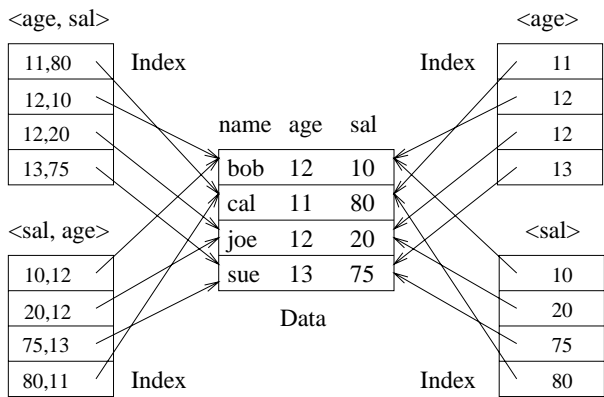 <age, sal>
11,80
12,10
12,20
13,75
Index
<sal, age>
10,12
20,12
75,13
80,11
Index
name age sal
bob 12 10
cal 11 80
joe 12 20
sue 13 75
Data
<age>
Index
11
12
12
13
<sal>
10
20
75
80
Index